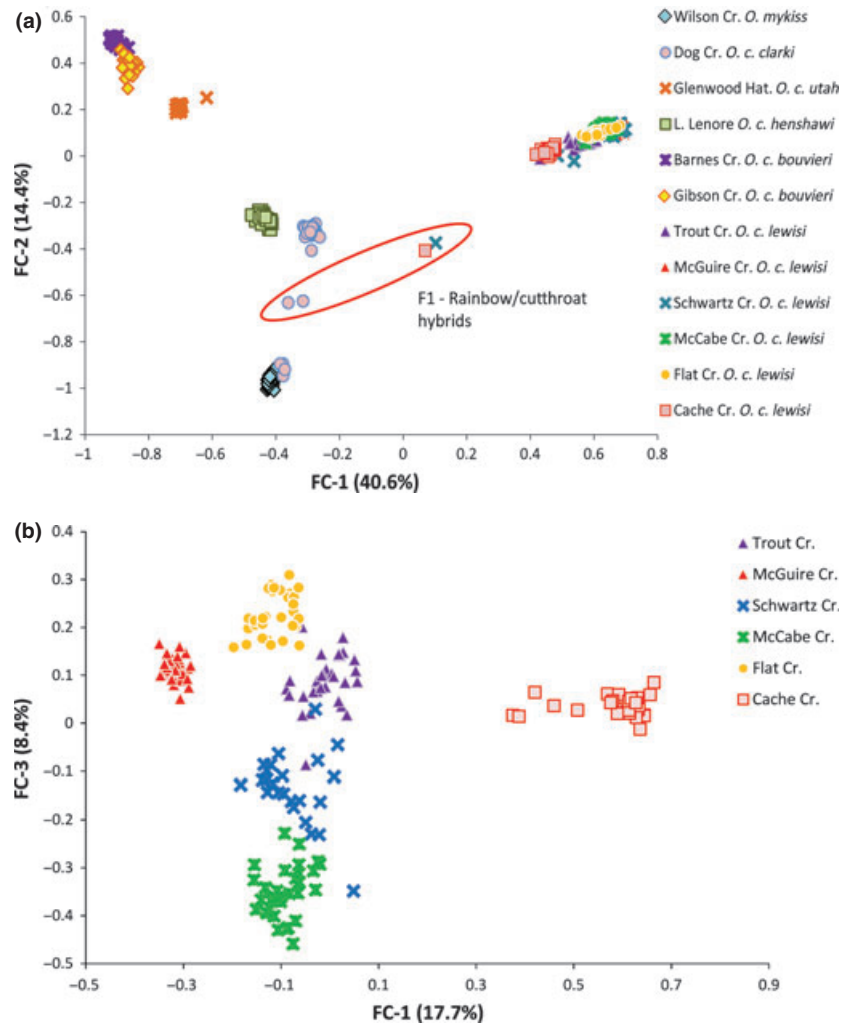 (a)
0.6
0.4
0.2
0
−0.2
−0.4
−0.6
−0.8
−1
−1.2
FC-2 (14.4%)
−1
−0.8
−0.6
−0.4
−0.2
0
0.2
0.4
0.6
0.8
FC-1 (40.6%)
F1 - Rainbow/cutthroat
hybrids
Wilson Cr. O. mykiss
Dog Cr. O. c. clarki
Glenwood Hat. O. c. utah
L. Lenore O. c. henshawi
Barnes Cr. O. c. bouvieri
Gibson Cr. O. c. bouvieri
Trout Cr. O. c. lewisi
McGuire Cr. O. c. lewisi
Schwartz Cr. O. c. lewisi
McCabe Cr. O. c. lewisi
Flat Cr. O. c. lewisi
Cache Cr. O. c. lewisi
(b)
0.4
0.3
0.2
0.1
0
−0.1
−0.2
−0.3
−0.4
−0.5
FC-3 (8.4%)
−0.5
−0.3
−0.1
0.1
0.3
0.5
0.7
0.9
FC-1 (17.7%)
Trout Cr.
McGuire Cr.
Schwartz Cr.
McCabe Cr.
Flat Cr.
Cache Cr.